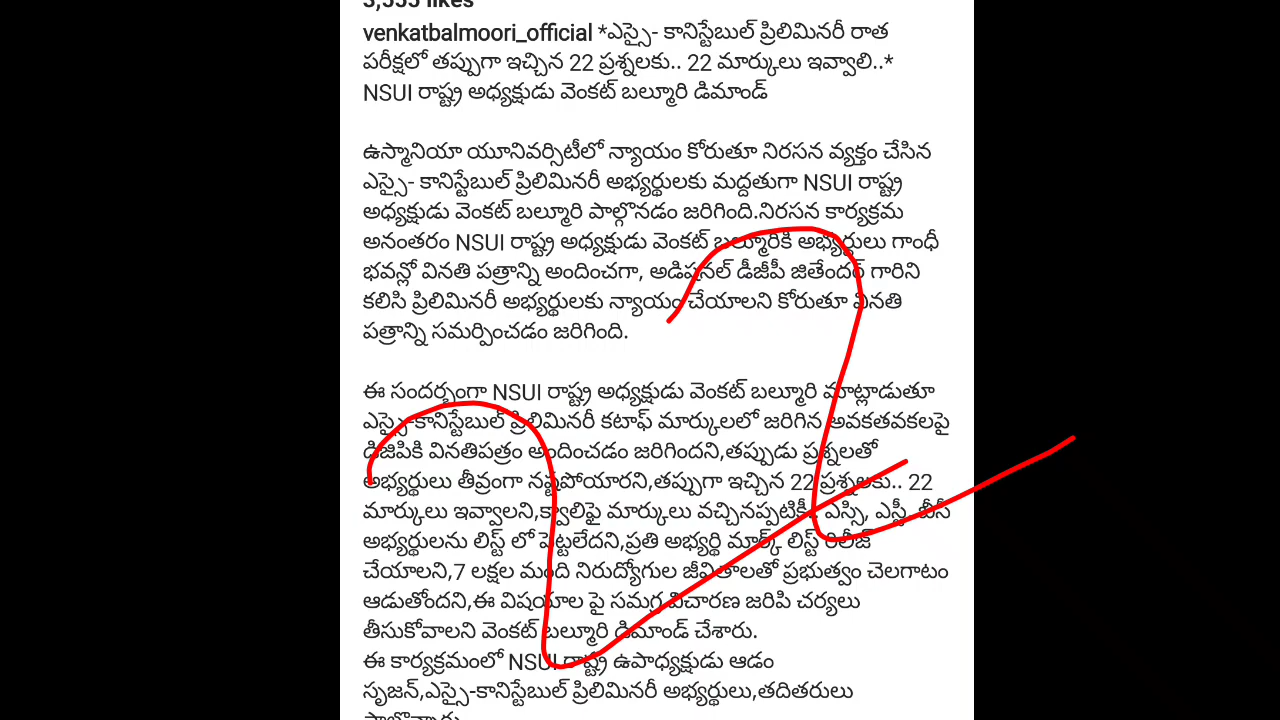 3,555 likes
venkatbalmoori_official *ఎస్సై- కానిస్టేబుల్ ప్రిలిమినరీ రాత
పరీక్షలో తప్పుగా ఇచ్చిన 22 ప్రశ్నలకు.. 22 మార్కులు ఇవ్వాలి..*
NSUI రాష్ట్ర అధ్యక్షుడు వెంకట్ బల్మూరి డిమాండ్
ఉస్మానియా యూనివర్సిటీలో న్యాయం కోరుతూ నిరసన వ్యక్తం చేసిన
ఎస్సై- కానిస్టేబుల్ ప్రిలిమినరీ అభ్యర్థులకు మద్దతుగా NSUI రాష్ట్ర
అధ్యక్షుడు వెంకట్ బల్మూరి పాల్గొనడం జరిగింది.నిరసన కార్యక్రమ
అనంతరం NSUI రాష్ట్ర అధ్యక్షుడు వెంకట్ బల్మూరికి అభ్యర్థులు గాంధీ
భవన్లో వినతి పత్రాన్ని అందించగా, అడిషనల్ డీజీపీ జితేందర్ గారిని
కలిసి ప్రిలిమినరీ అభ్యర్థులకు న్యాయం చేయాలని కోరుతూ వినతి
పత్రాన్ని సమర్పించడం జరిగింది.
ఈ సందర్భంగా NSUI రాష్ట్ర అధ్యక్షుడు వెంకట్ బల్మూరి మాట్లాడుతూ
ఎస్సై-కానిస్టేబుల్ ప్రిలిమినరీ కటాఫ్ మార్కులలో జరిగిన అవకతవకలపై
డిజిపికి వినతిపత్రం అందించడం జరిగిందని,తప్పుడు ప్రశ్నలతో
అభ్యర్థులు తీవ్రంగా నష్టపోయారని,తప్పుగా ఇచ్చిన 22 ప్రశ్నలకు.. 22
మార్కులు ఇవ్వాలని,క్వాలిఫై మార్కులు వచ్చినప్పటికీ.. ఎస్సి, ఎస్టీ, బీసీ
అభ్యర్థులను లిస్ట్ లో పెట్టలేదని,ప్రతి అభ్యర్థి మార్క్ లిస్ట్ రిలీజ్
చేయాలని,7 లక్షల మంది నిరుద్యోగుల జీవితాలతో ప్రభుత్వం చెలగాటం
ఆడుతోందని,ఈ విషయాల పై సమగ్ర విచారణ జరిపి చర్యలు
తీసుకోవాలని వెంకట్ బల్మూరి డిమాండ్ చేశారు.
ఈ కార్యక్రమంలో NSUI రాష్ట్ర ఉపాధ్యక్షుడు ఆడం
సృజన్,ఎస్సై-కానిస్టేబుల్ ప్రిలిమినరీ అభ్యర్థులు,తదితరులు